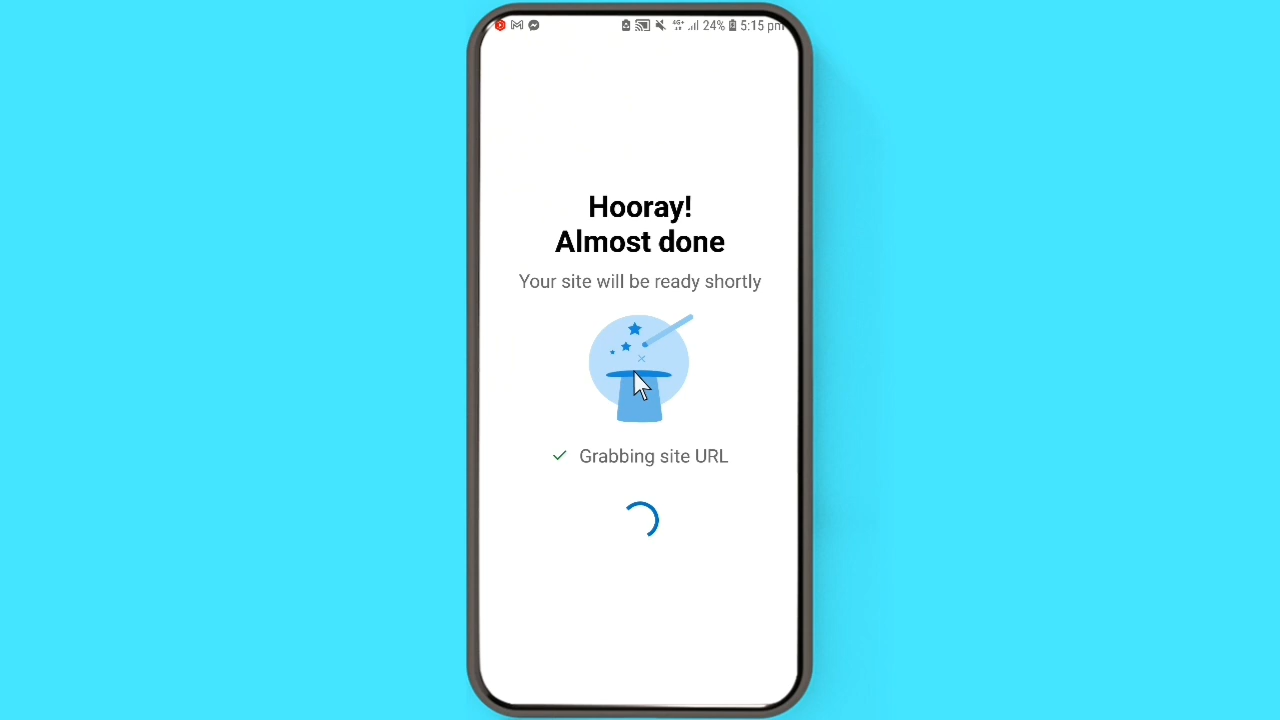 24% 5:15 pm
Hooray!
Almost done
Your site will be ready shortly
Grabbing site URL